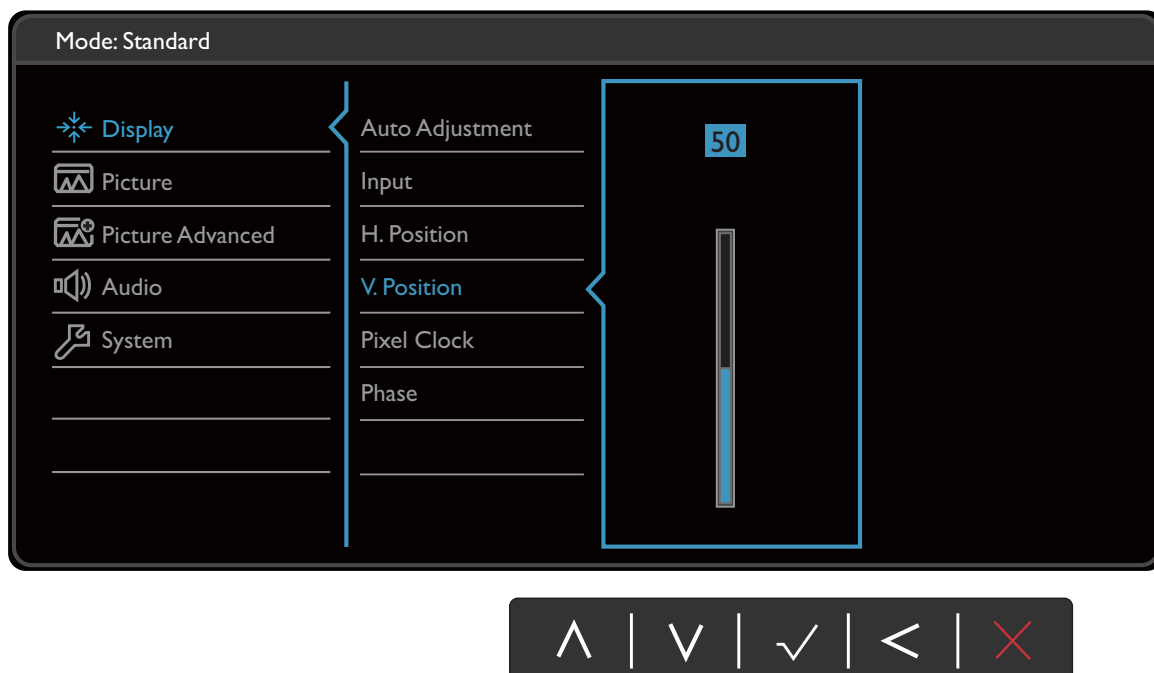 Mode: Standard
Display
Picture
Picture Advanced
Audio
System
Auto Adjustment
Input
H. Position
V. Position
Pixel Clock
Phase
50